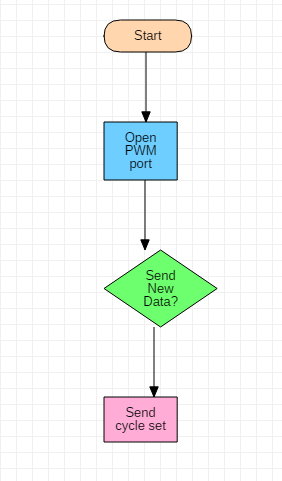 Start
Open
PWM
port
Send
New
Data?
Send
cycle set